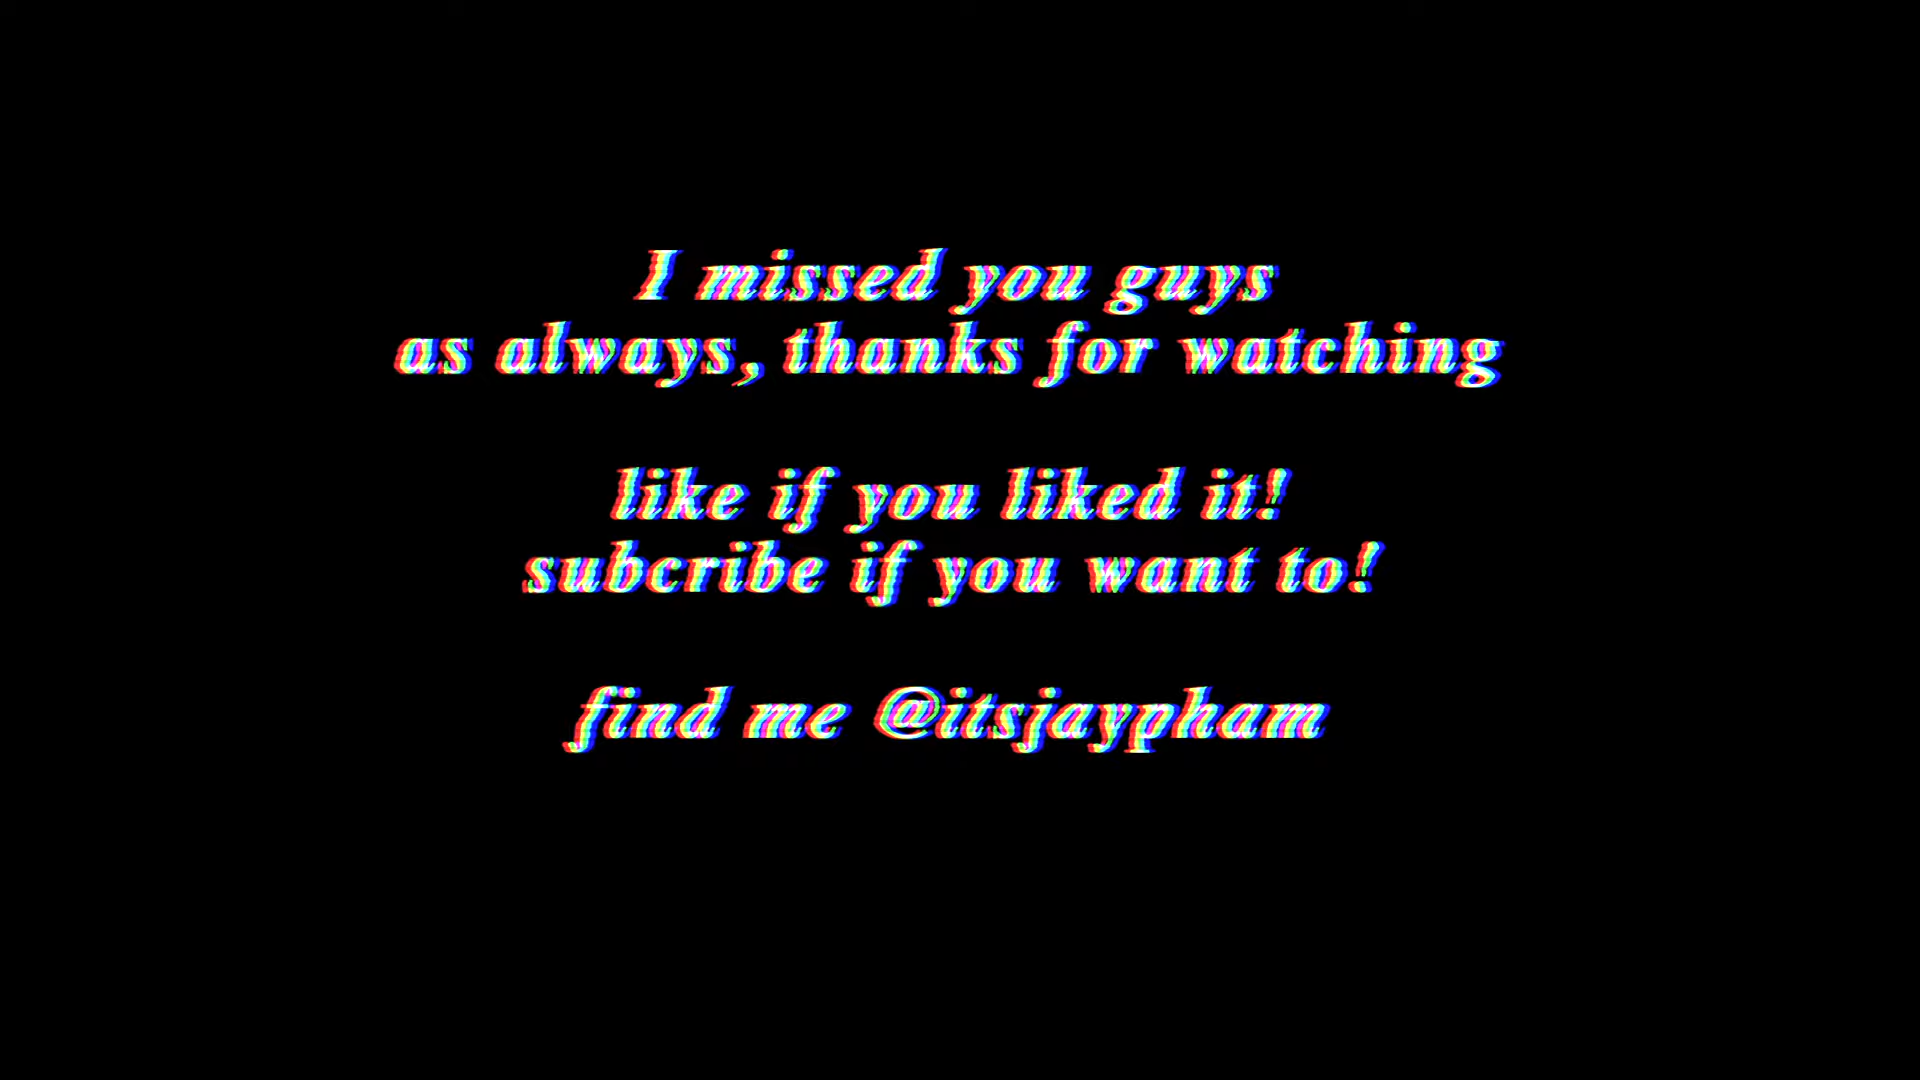 I missed you guys
as always, thanks for watching
like if you liked it!
subcribe if you want to!
find me @itsjaypham